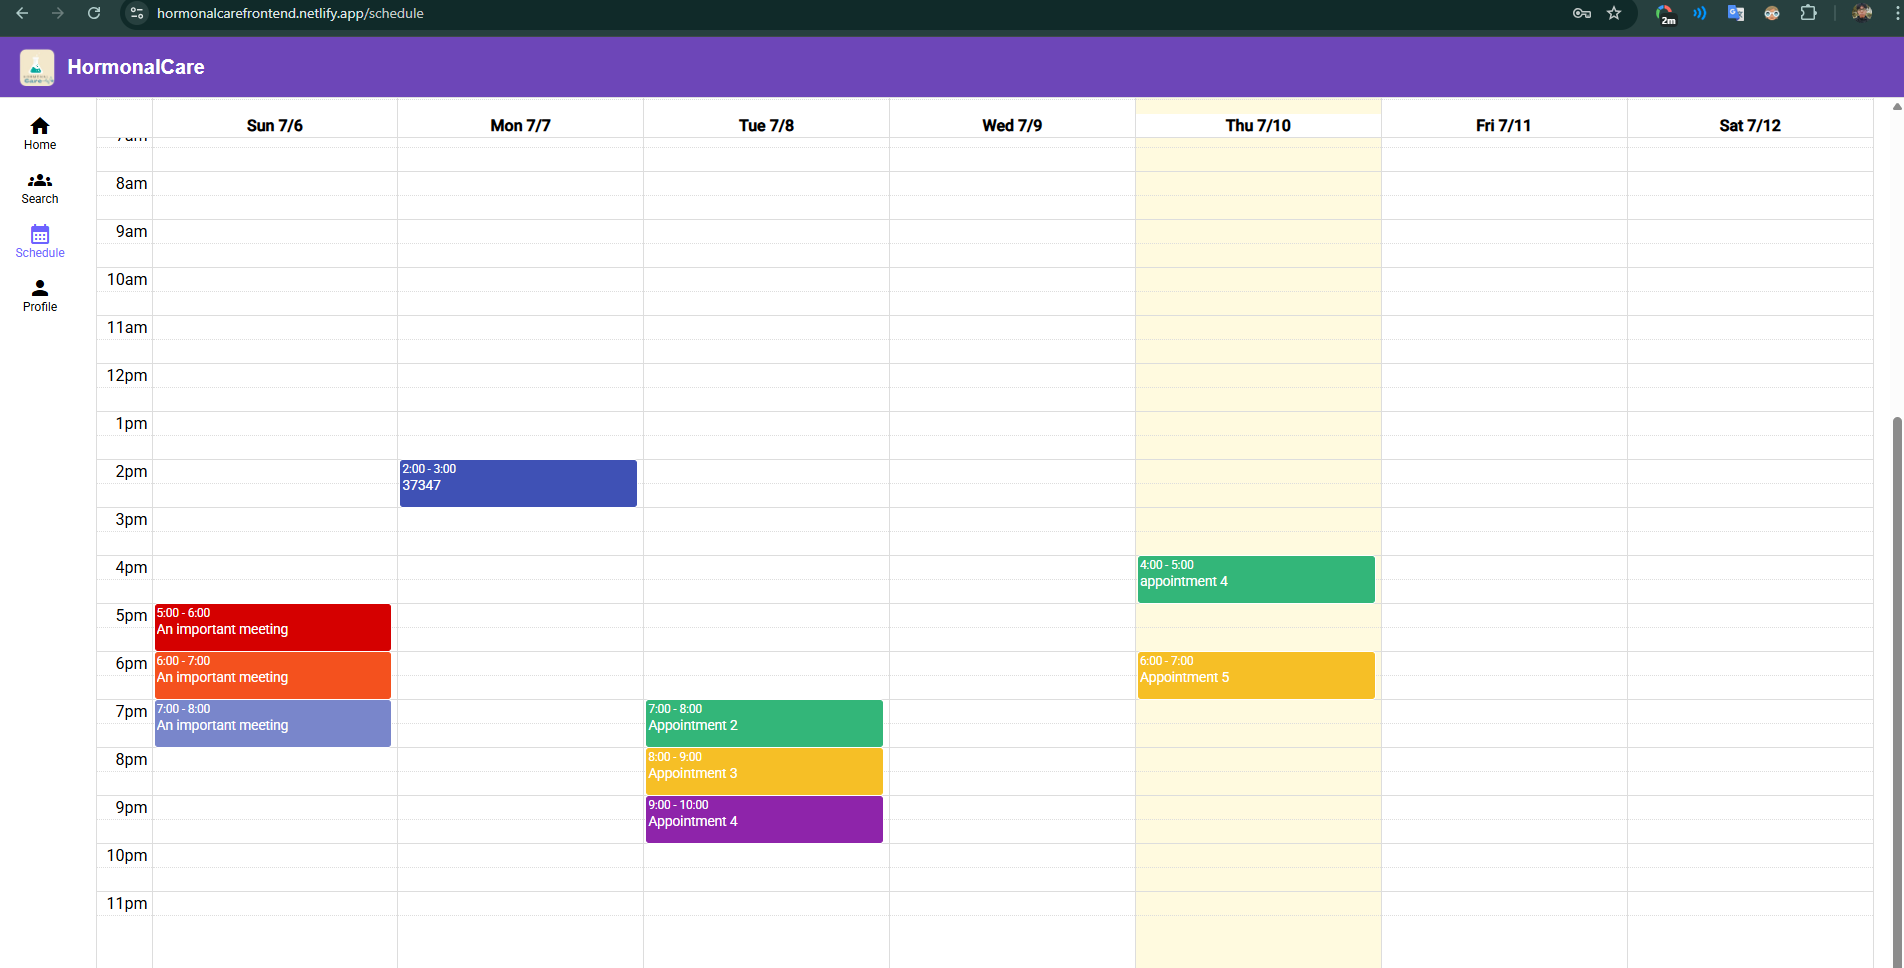 hormonalcarefrontend.netlify.app/schedule
2m
HormonalCare
Home
Search
Schedule
Profile
Sun 7/6
Mon 7/7
Tue 7/8
Wed 7/9
Thu 7/10
Fri 7/11
Sat 7/12
7am
8am
9am
10am
11am
12pm
1pm
2pm
2:00 - 3:00
37347
3pm
4pm
4:00 - 5:00
appointment 4
5pm
5:00 - 6:00
An important meeting
6pm
6:00 - 7:00
An important meeting
6:00 - 7:00
Appointment 5
7pm
7:00 - 8:00
An important meeting
7:00 - 8:00
Appointment 2
8pm
8:00 - 9:00
Appointment 3
9pm
9:00 - 10:00
Appointment 4
10pm
11pm